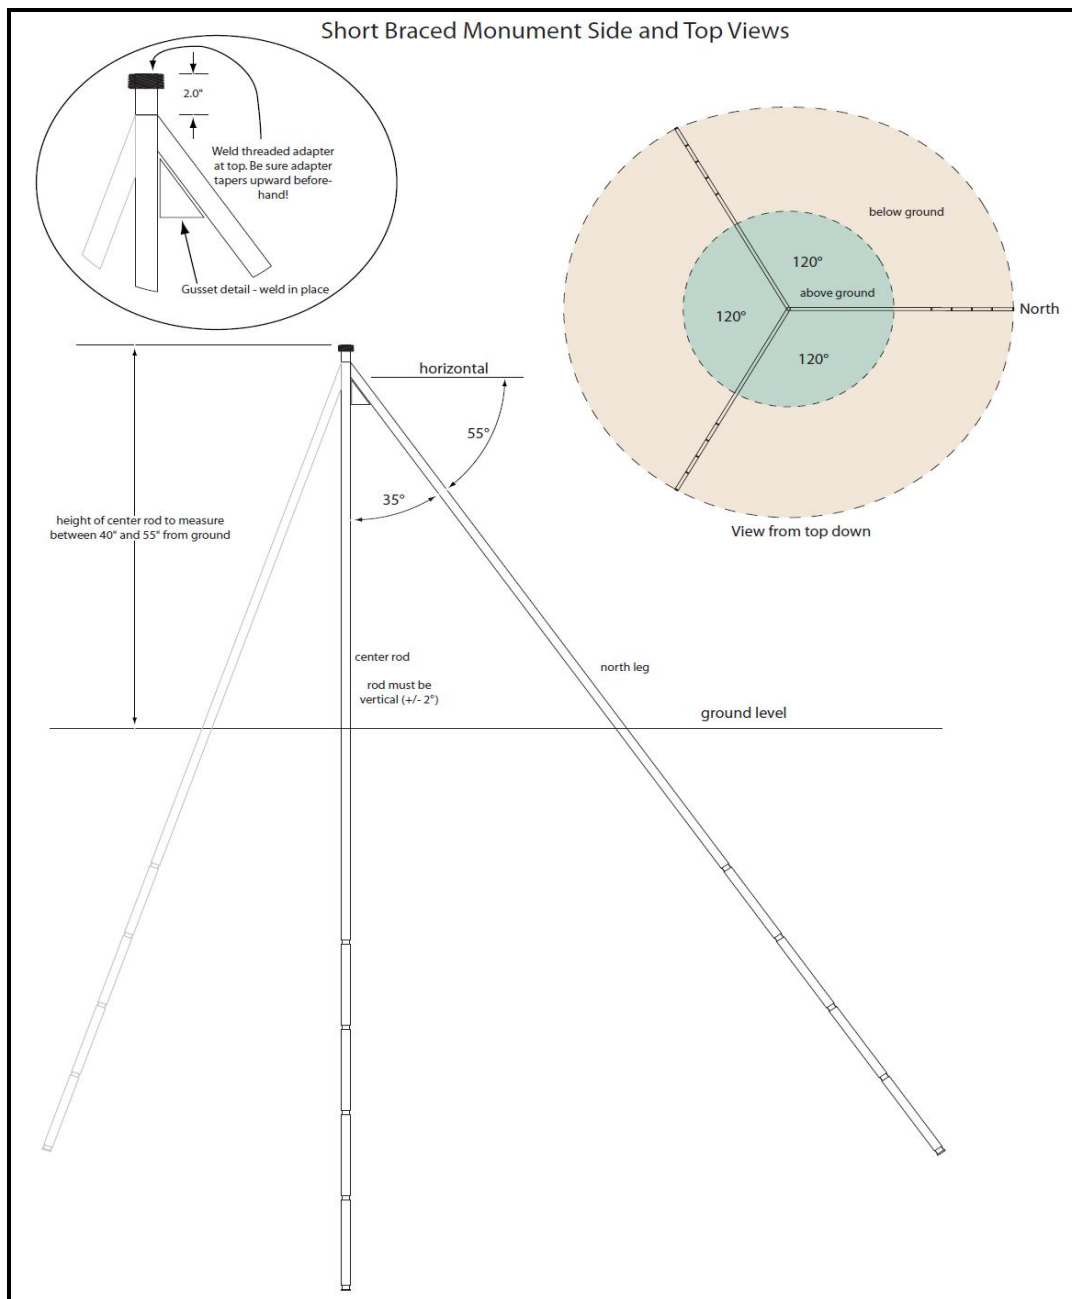 Short Braced Monument Side and Top Views
2.0"
Weld threaded adapter
at top. Be sure adapter
tapers upward before-
hand!
Gusset detail - weld in place
below ground
120°
above ground
120°
120°
North
View from top down
horizontal
55°
35°
height of center rod to measure
between 40" and 55" from ground
center rod
rod must be
vertical (+/- 2°)
north leg
ground level